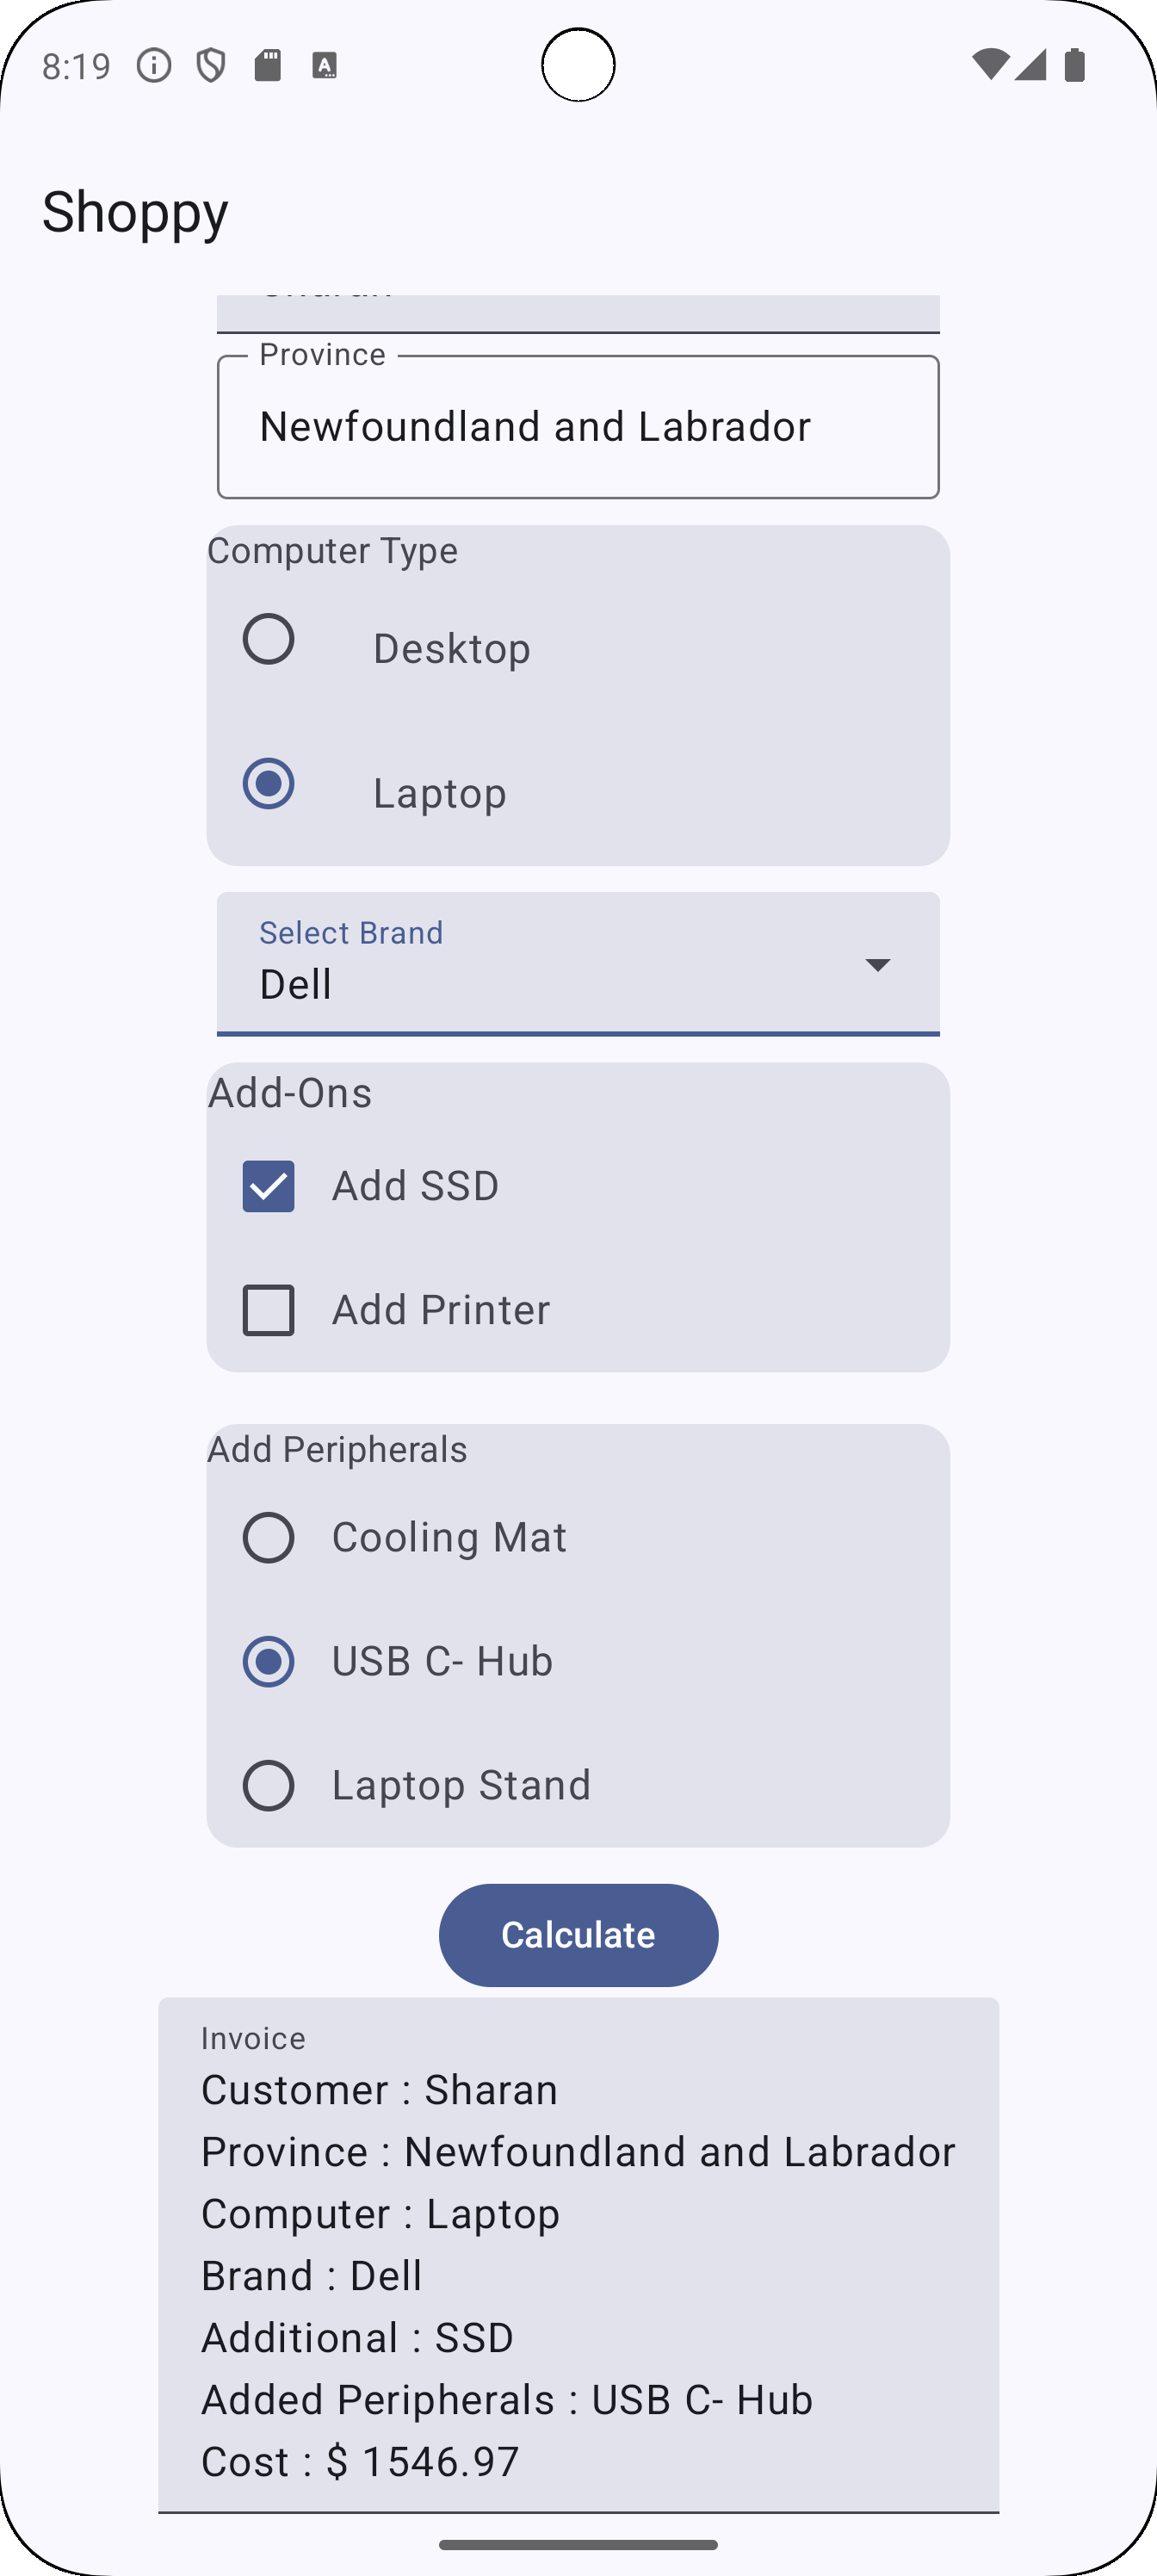 8:19
Shoppy
Province
Newfoundland and Labrador
Computer Type
Desktop
Laptop
Select Brand
Dell
Add-Ons
Add SSD
Add Printer
Add Peripherals
Cooling Mat
USB C- Hub
Laptop Stand
Calculate
Invoice
Customer : Sharan
Province : Newfoundland and Labrador
Computer : Laptop
Brand : Dell
Additional : SSD
Added Peripherals : USB C- Hub
Cost : $ 1546.97